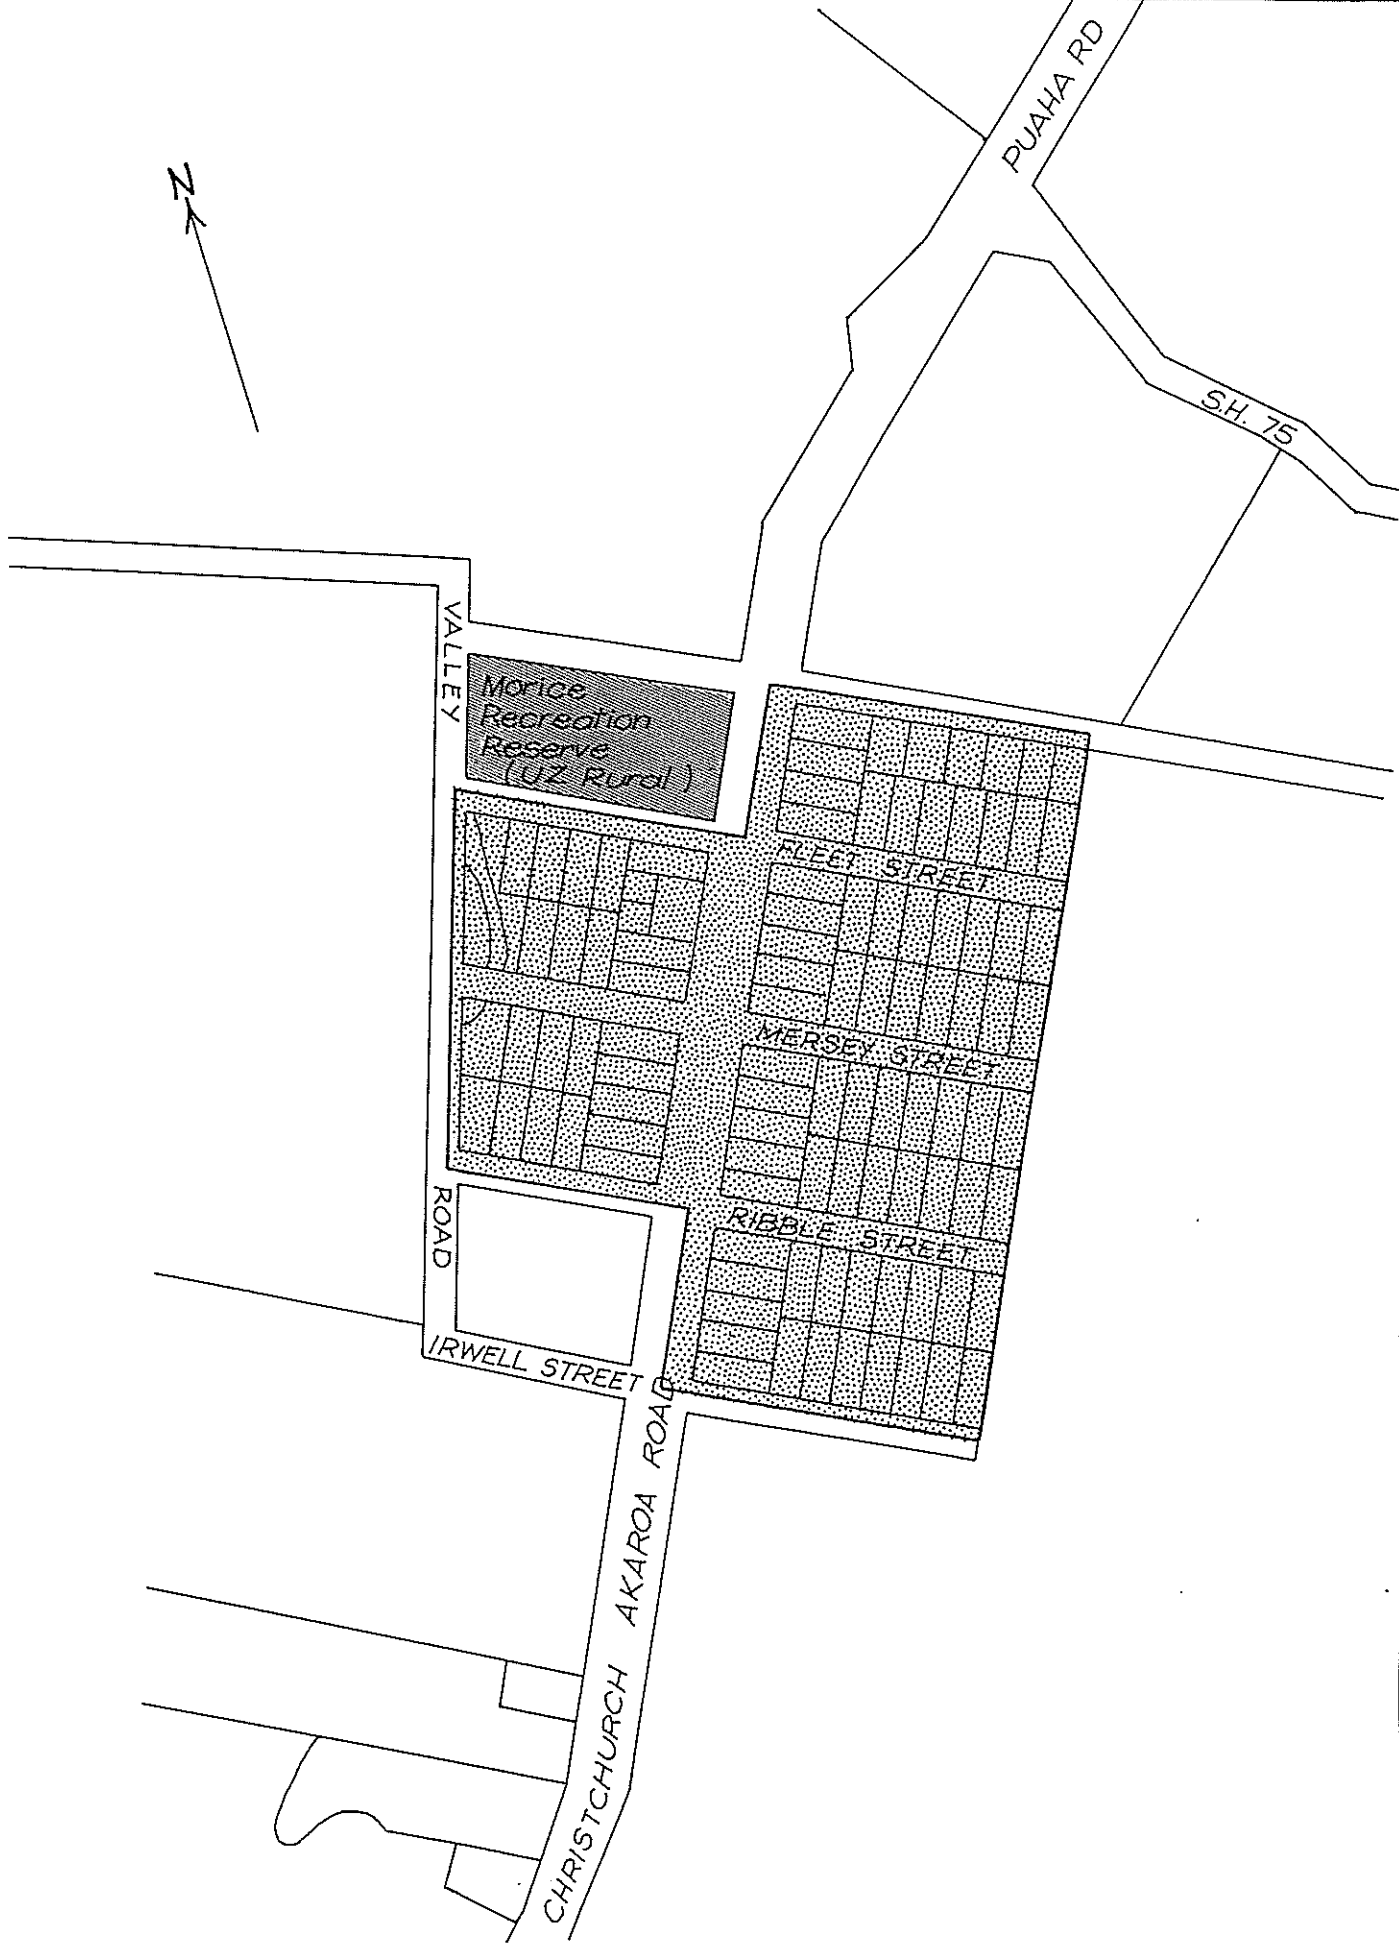 PUAHA RD
N
S.H. 75
VALLEY
Morice
Recreation
Reserve
(UZ Rural)
FLEET STREET
MERSEY STREET
ROAD
RIBBLE STREET
IRWELL STREET
CHRISTCHURCH AKAROA ROAD